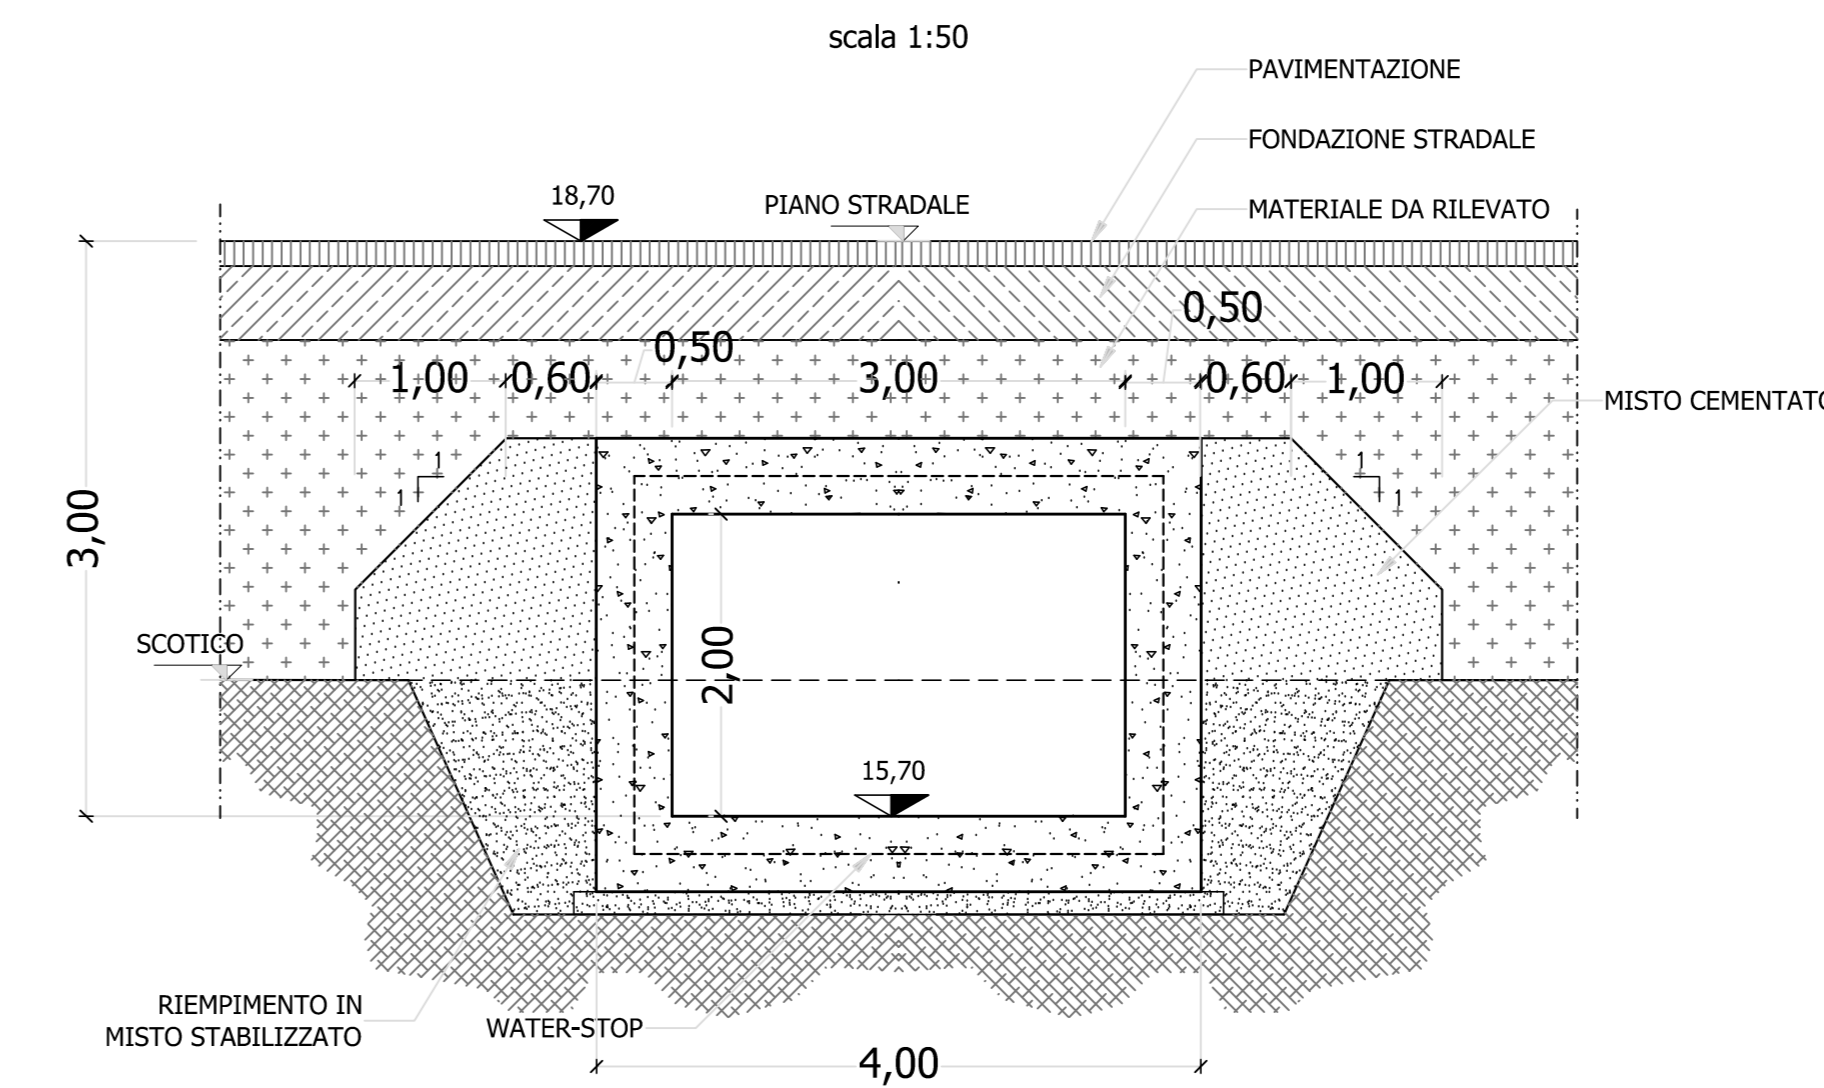 scala 1:50
PAVIMENTAZIONE
FONDAZIONE STRADALE
18,70
PIANO STRADALE
MATERIALE DA RILEVATO
0,50
0,50
1,00
0,60
3,00
0,60
1,00
MISTO CEMENTATO
1
1
1
1
3,00
SCOTICO
2,00
15,70
RIEMPIMENTO IN
MISTO STABILIZZATO
WATER-STOP
4,00